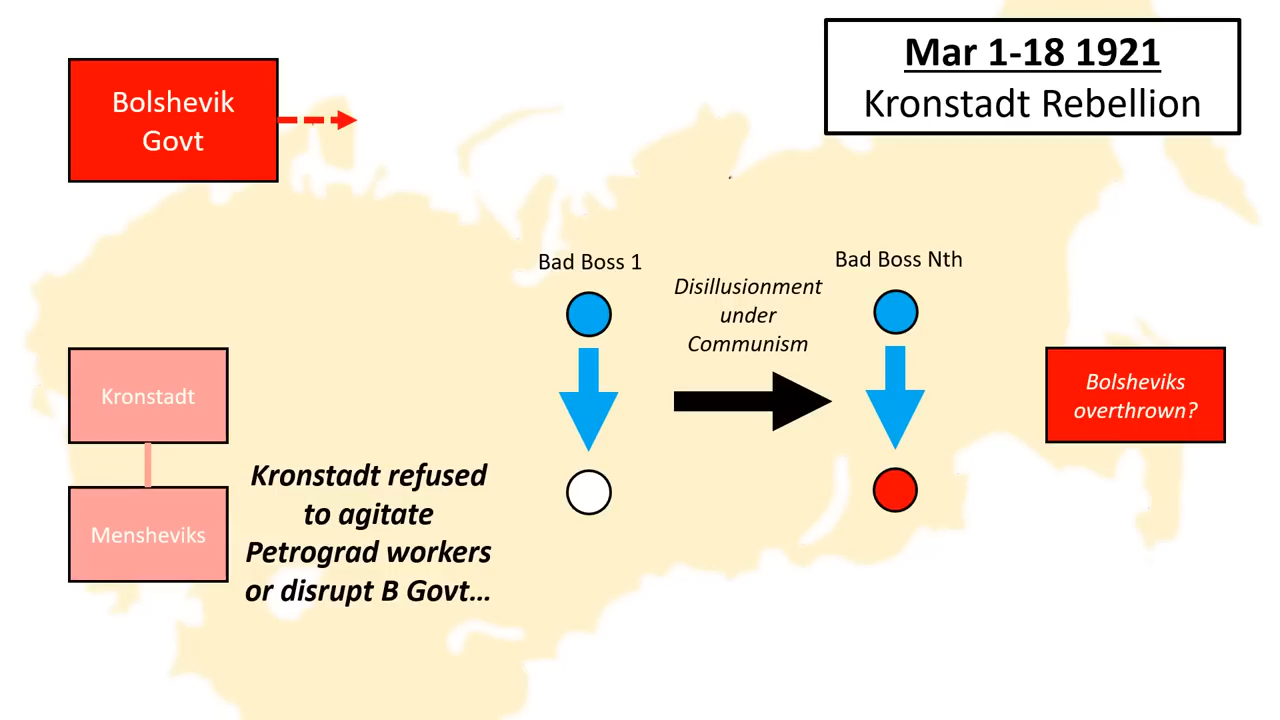 Mar 1-18 1921
Kronstadt Rebellion
Bolshevik
Govt
Bad Boss 1
Disillusionment
under
Communism
Bad Boss Nth
Kronstadt
Mensheviks
Kronstadt refused
to agitate
Petrograd workers
or disrupt B Govt...
Bolsheviks
overthrown?